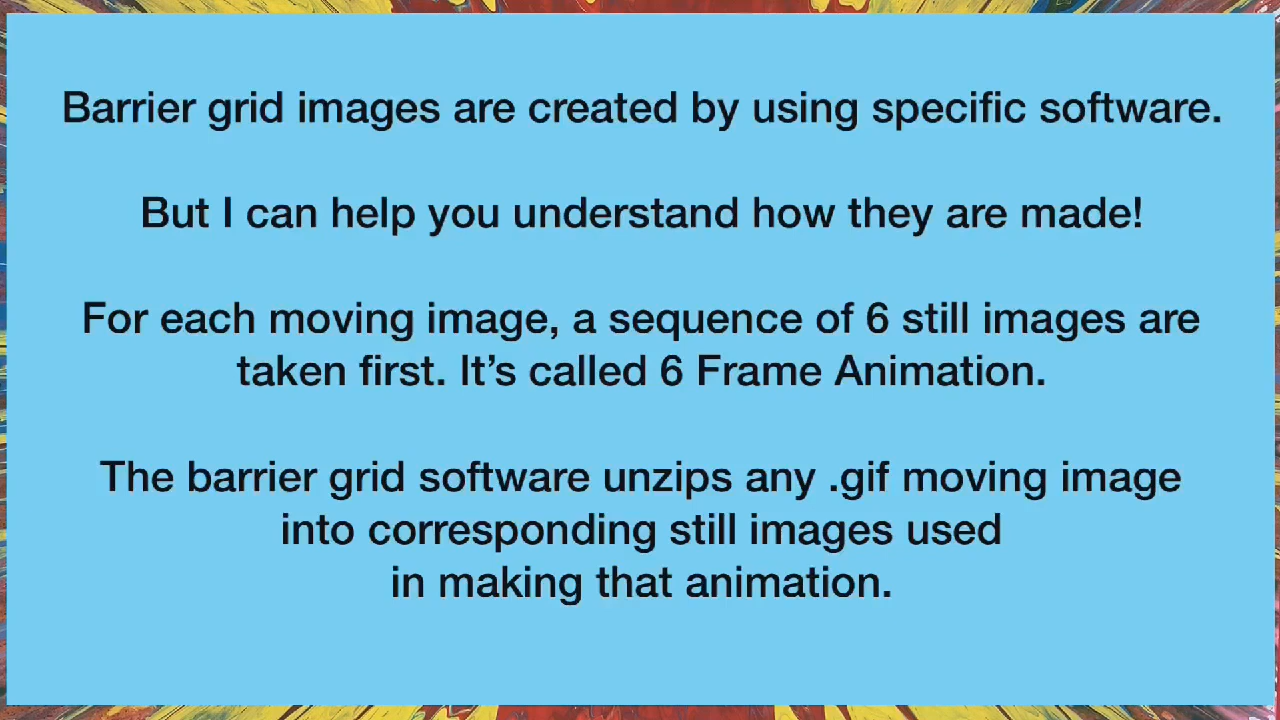 Barrier grid images are created by using specific software.
But I can help you understand how they are made!
For each moving image, a sequence of 6 still images are
taken first. It’s called 6 Frame Animation.
The barrier grid software unzips any .gif moving image
into corresponding still images used
in making that animation.